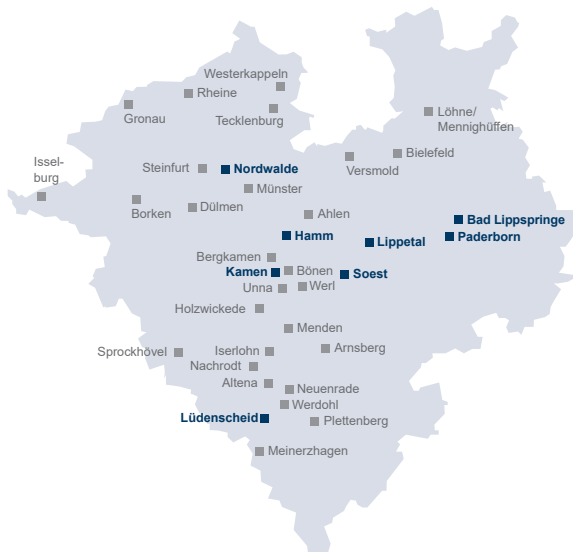 Westerkappeln
Rheine
Gronau
Tecklenburg
Löhne/
Mennighüffen
Issel-
burg
Steinfurt
Nordwalde
Versmold
Bielefeld
Münster
Borken
Dülmen
Ahlen
Bad Lippspringe
Hamm
Lippetal
Paderborn
Bergkamen
Kamen
Bönen
Soest
Unna
Werl
Holzwickede
Menden
Sprockhövel
Iserlohn
Arnsberg
Nachrodt
Altena
Neuenrade
Werdohl
Lüdenscheid
Plettenberg
Meinerzhagen